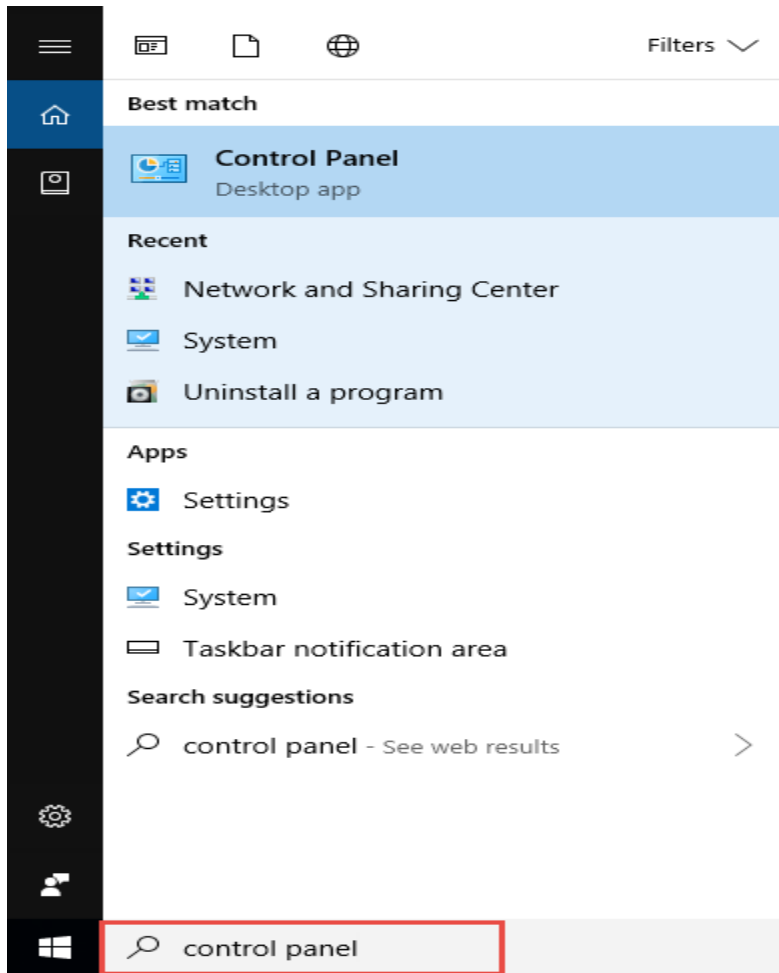 Filters
Best match
Control Panel
Desktop app
Recent
Network and Sharing Center
System
Uninstall a program
Apps
Settings
Settings
System
Taskbar notification area
Search suggestions
control panel - See web results
control panel